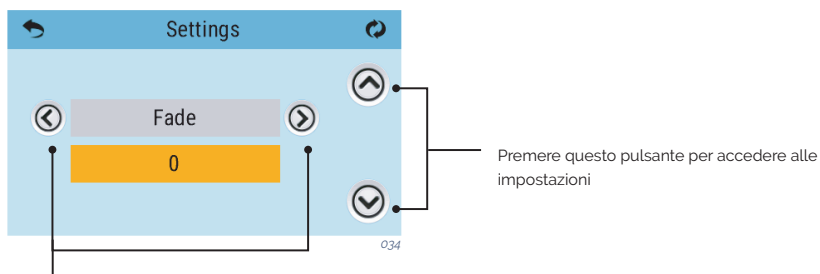 Settings
Fade
0
Premere questo pulsante per accedere alle
impostazioni
034